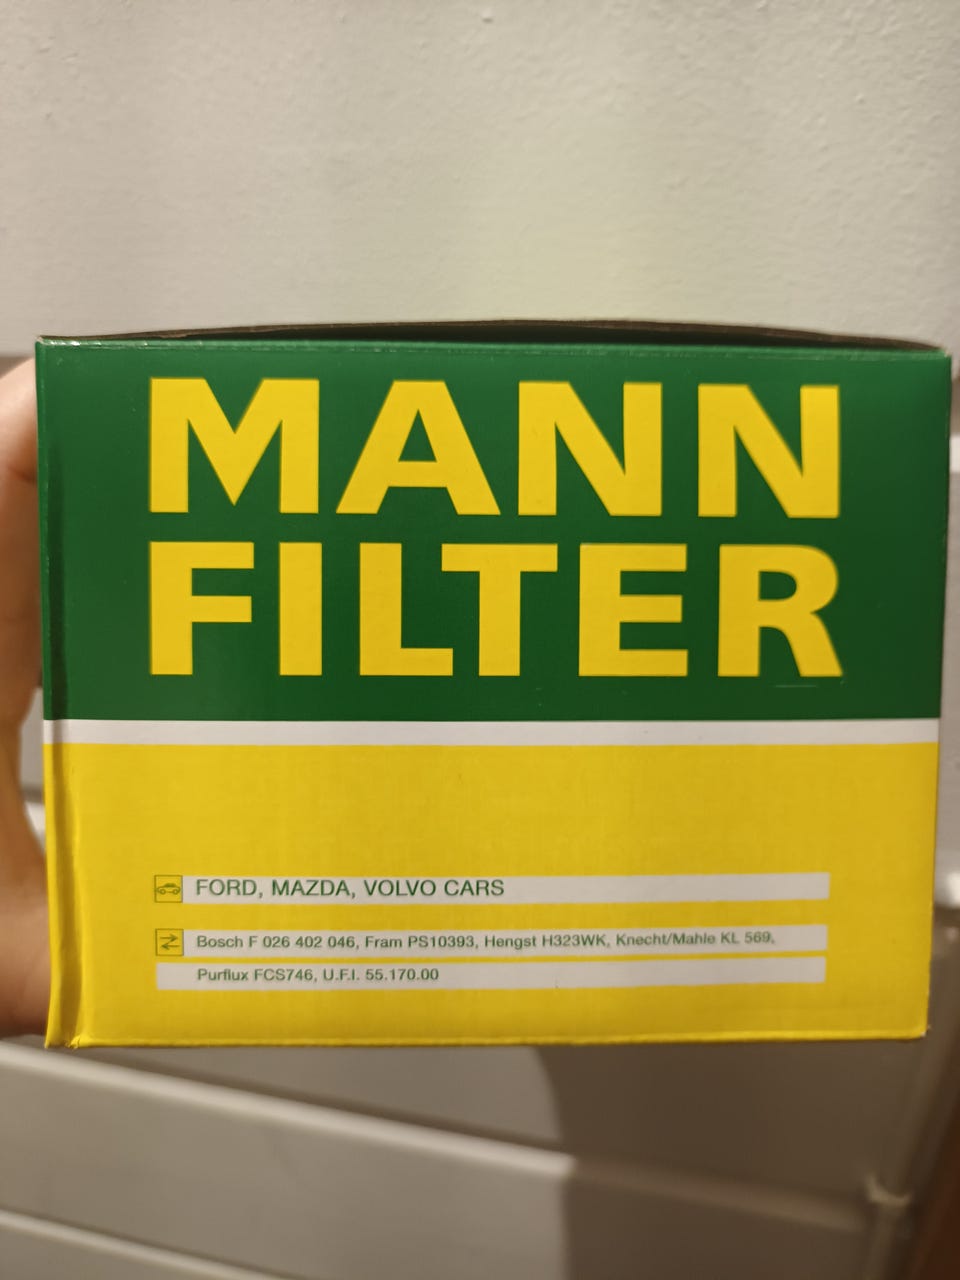 MANN
FILTER
FORD, MAZDA, VOLVO CARS
Bosch F 026 402 046, Fram PS10393, Hengst H323WK, Knecht/Mahle KL 569,
Purflux FCS746, U.F.I. 55.170.00